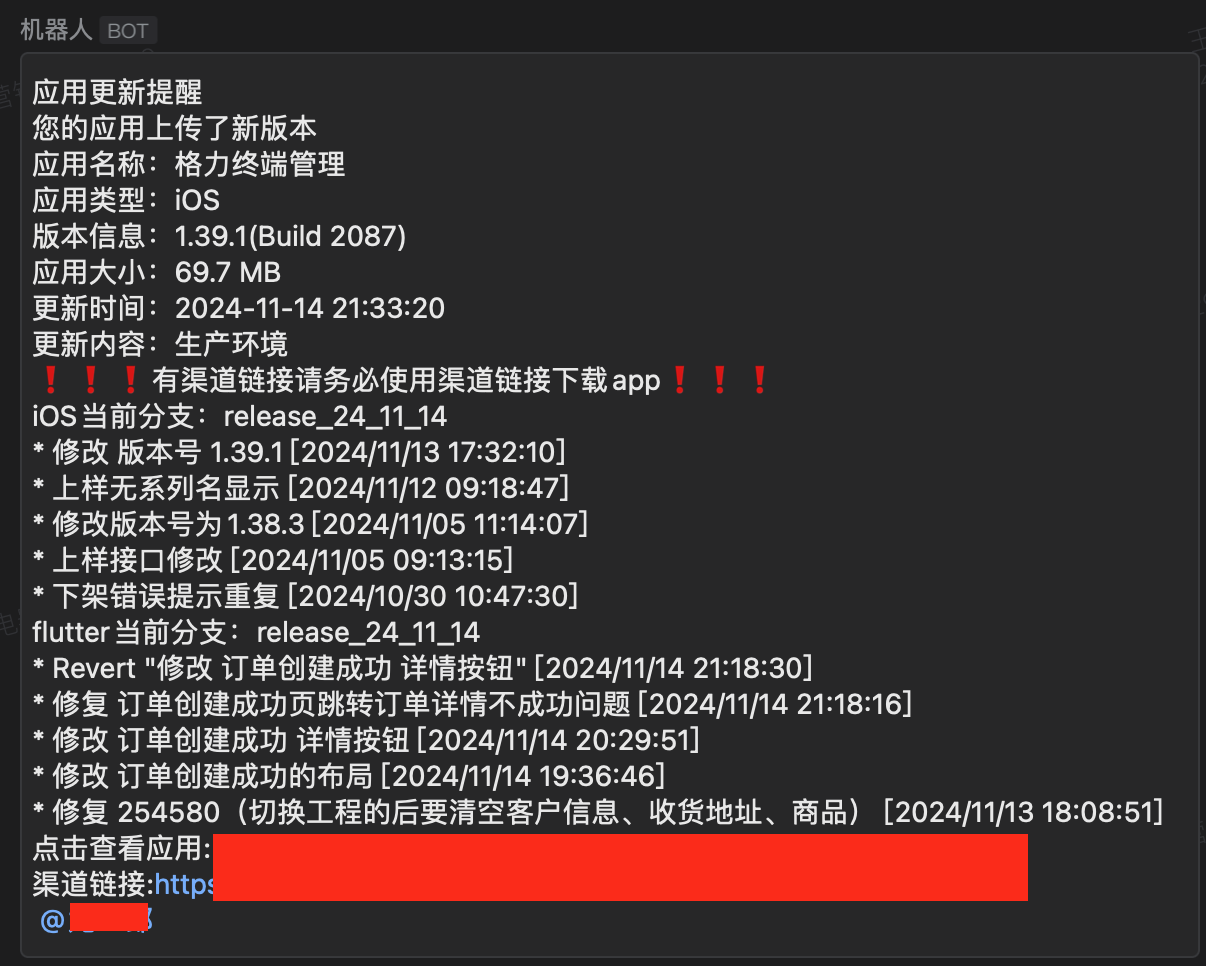 机器人 BOT
应用更新提醒
您的应用上传了新版本
应用名称：格力终端管理
应用类型：iOS
版本信息：1.39.1(Build 2087)
应用大小：69.7 MB
更新时间：2024-11-14 21:33:20
更新内容：生产环境
❗❗❗有渠道链接请务必使用渠道链接下载app❗❗❗
iOS当前分支：release_24_11_14
* 修改 版本号 1.39.1 [2024/11/13 17:32:10]
* 上样无系列名显示 [2024/11/12 09:18:47]
* 修改版本号为 1.38.3 [2024/11/05 11:14:07]
* 上样接口修改 [2024/11/05 09:13:15]
* 下架错误提示重复 [2024/10/30 10:47:30]
flutter当前分支：release_24_11_14
* Revert "修改 订单创建成功 详情按钮" [2024/11/14 21:18:30]
* 修复 订单创建成功页跳转订单详情不成功问题 [2024/11/14 21:18:16]
* 修改 订单创建成功 详情按钮 [2024/11/14 20:29:51]
* 修改 订单创建成功的布局 [2024/11/14 19:36:46]
* 修复 254580（切换工程的后要清空客户信息、收货地址、商品） [2024/11/13 18:08:51]
点击查看应用:
渠道链接:https
@